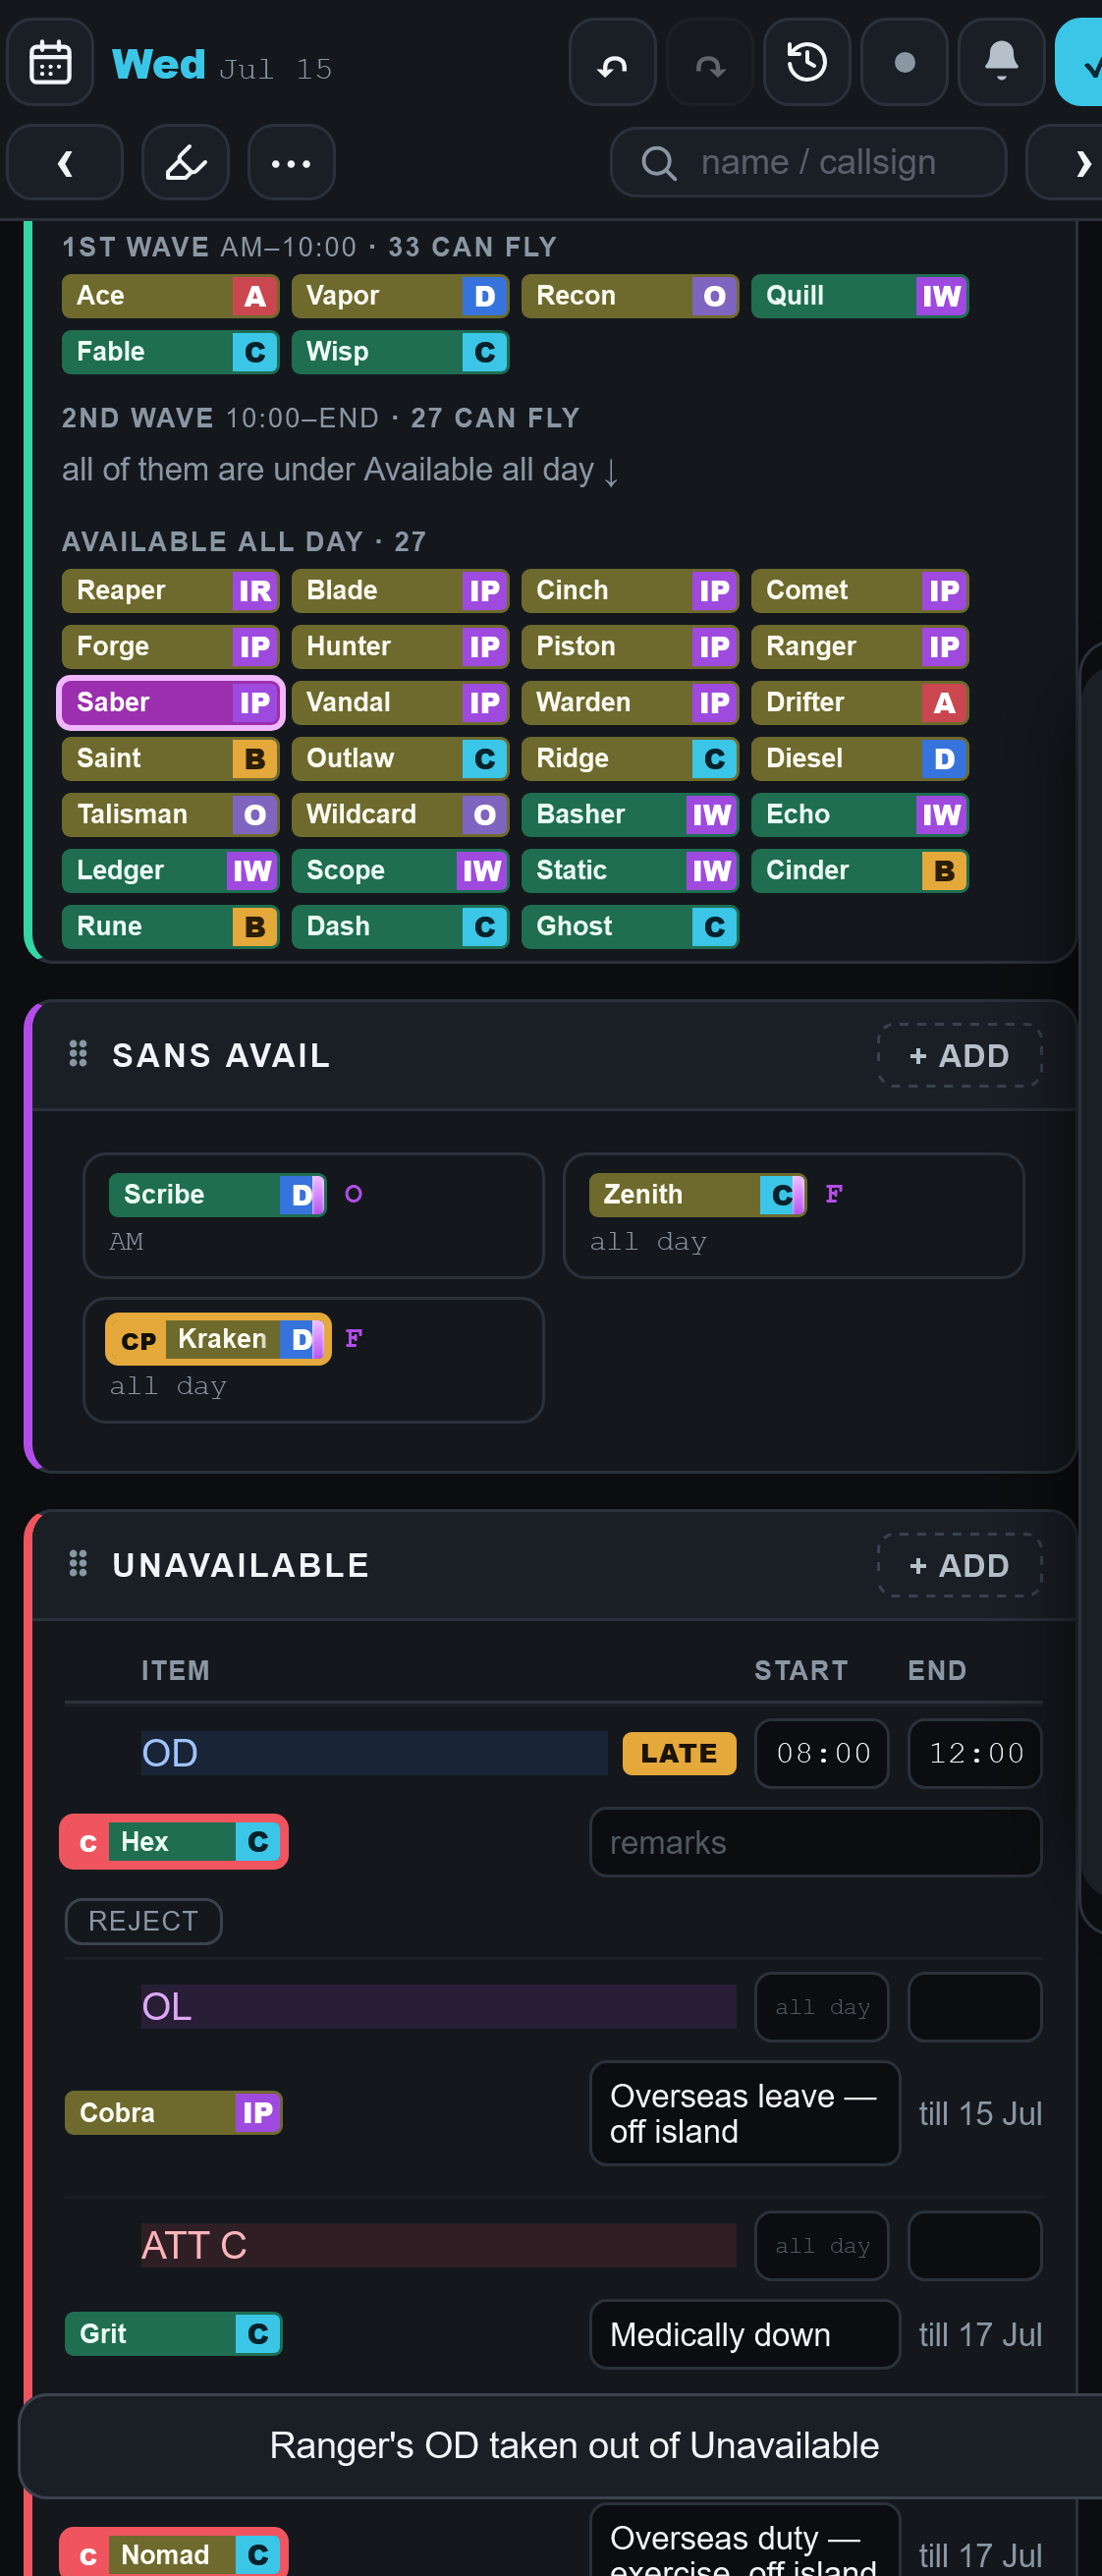 Wed Jul 15
name / callsign
1ST WAVE AM–10:00 · 33 CAN FLY
Ace A Vapor D Recon O Quill IW
Fable C Wisp C
2ND WAVE 10:00–END · 27 CAN FLY
all of them are under Available all day ↓
AVAILABLE ALL DAY · 27
Reaper IR Blade IP Cinch IP Comet IP
Forge IP Hunter IP Piston IP Ranger IP
Saber IP Vandal IP Warden IP Drifter A
Saint B Outlaw C Ridge C Diesel D
Talisman O Wildcard O Basher IW Echo IW
Ledger IW Scope IW Static IW Cinder B
Rune B Dash C Ghost C
SANS AVAIL + ADD
Scribe D O Zenith C F
AM all day
CP Kraken D F
all day
UNAVAILABLE + ADD
ITEM START END
OD LATE 08:00 12:00
C Hex C remarks
REJECT
OL all day
Cobra IP Overseas leave — off island till 15 Jul
ATT C all day
Grit C Medically down till 17 Jul
Ranger's OD taken out of Unavailable
C Nomad C Overseas duty — exercise, off island till 17 Jul